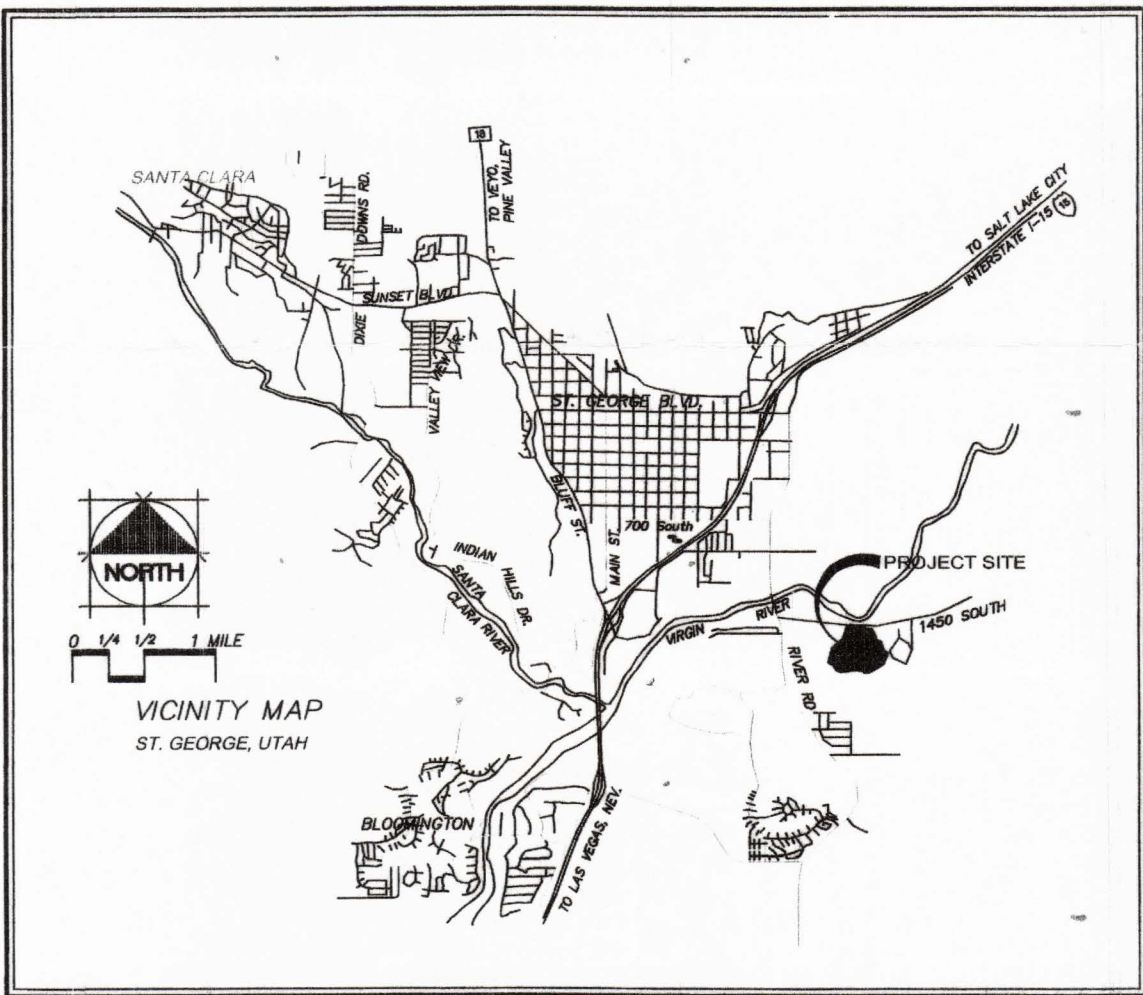 18
TO VEYO,
PINE VALLEY
SANTA CLARA
DIXIE DOWNS RD.
TO SALT LAKE CITY
INTERSTATE I-15 15
SUNSET BLVD.
VALLEY VIEW DR.
ST. GEORGE BLVD.
BLUFF ST.
700 South
MAIN ST.
INDIAN HILLS DR.
SANTA CLARA RIVER
NORTH
PROJECT SITE
VIRGIN RIVER
1450 SOUTH
RIVER RD
0 1/4 1/2 1 MILE
VICINITY MAP
ST. GEORGE, UTAH
BLOOMINGTON
TO LAS VEGAS, NEV.